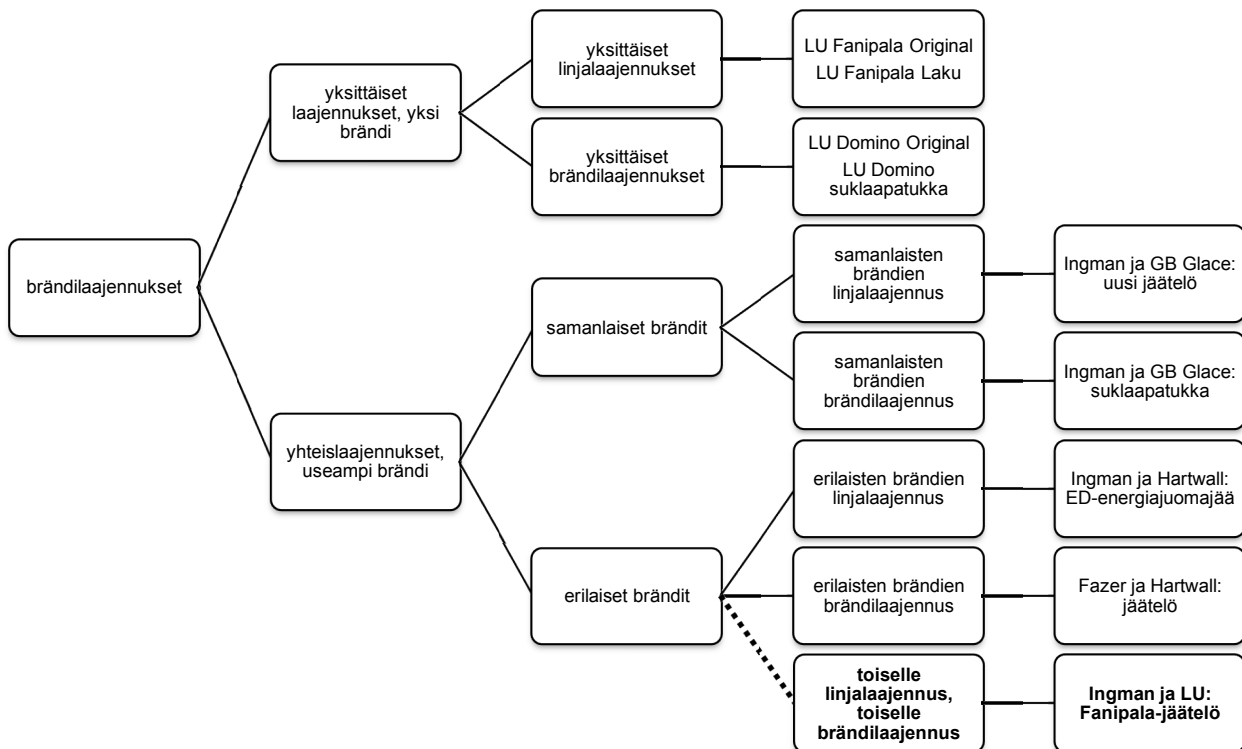 brändilaajennukset
yksittäiset
laajennukset, yksi
brändi
yksittäiset
linjalaajennukset
LU Fanipala Original
LU Fanipala Laku
yksittäiset
brändilaajennukset
LU Domino Original
LU Domino
suklaapatukka
yhteislaajennukset,
useampi brändi
samanlaiset brändit
samanlaisten
brändien
linjalaajennus
Ingman ja GB Glace:
uusi jäätelö
samanlaisten
brändien
brändilaajennus
Ingman ja GB Glace:
suklaapatukka
erilaiset brändit
erilaisten brändien
linjalaajennus
Ingman ja Hartwall:
ED-energiajuomajää
erilaisten brändien
brändilaajennus
Fazer ja Hartwall:
jäätelö
toiselle
linjalaajennus,
toiselle
brändilaajennus
Ingman ja LU:
Fanipala-jäätelö